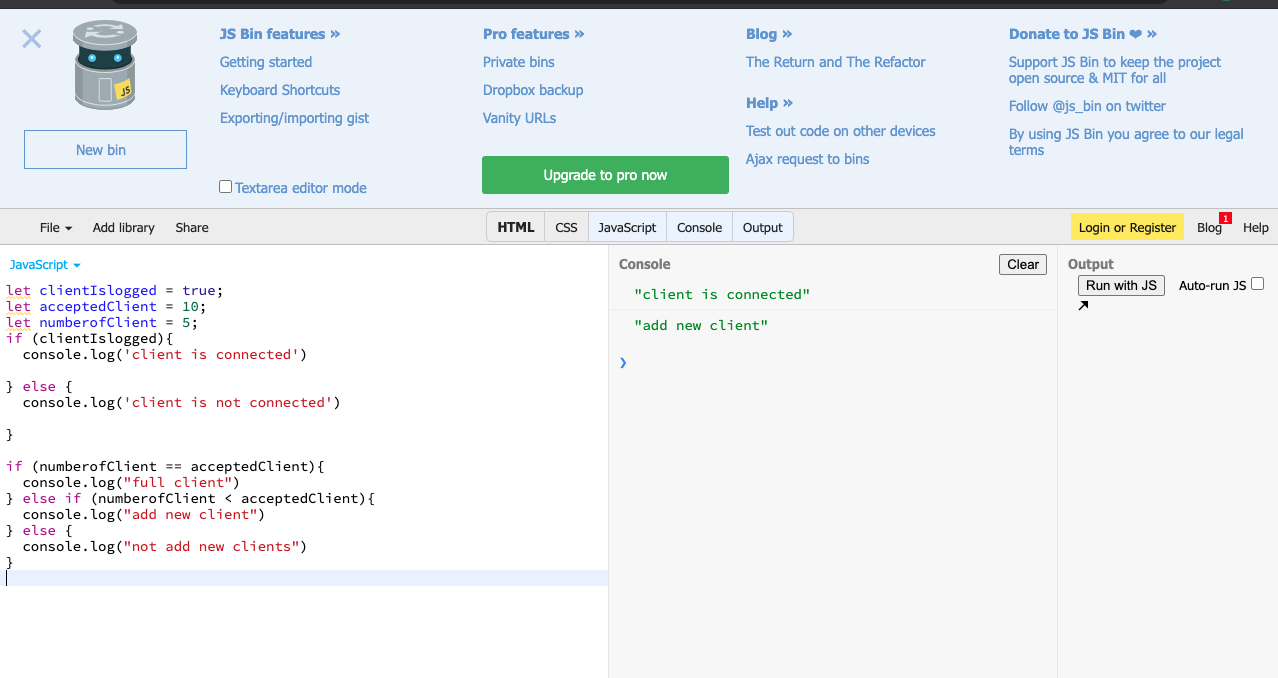 JS Bin features »
Getting started
Keyboard Shortcuts
Exporting/importing gist
Textarea editor mode
JS
New bin
Pro features »
Private bins
Dropbox backup
Vanity URLs
Upgrade to pro now
Blog »
The Return and The Refactor
Help »
Test out code on other devices
Ajax request to bins
Donate to JS Bin ❤ »
Support JS Bin to keep the project
open source & MIT for all
Follow @js_bin on twitter
By using JS Bin you agree to our legal
terms
File Add library Share HTML CSS JavaScript Console Output Login or Register Blog 1 Help
JavaScript
let clientIslogged = true;
let acceptedClient = 10;
let numberofClient = 5;
if (clientIslogged){
  console.log('client is connected')
} else {
  console.log('client is not connected')
}
if (numberofClient == acceptedClient){
  console.log("full client")
} else if (numberofClient < acceptedClient){
  console.log("add new client")
} else {
  console.log("not add new clients")
}
Console Clear
"client is connected"
"add new client"
❯
Output
Run with JS Auto-run JS